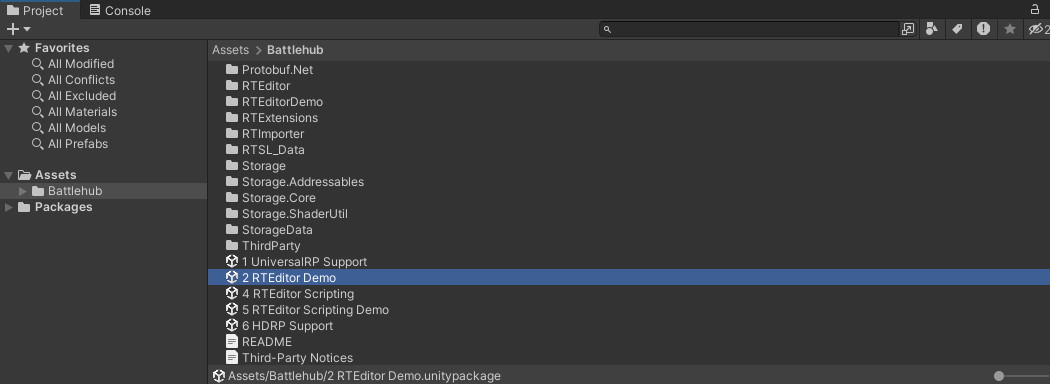 Project Console
Favorites
All Modified
All Conflicts
All Excluded
All Materials
All Models
All Prefabs
Assets
Battlehub
Packages
2
Assets > Battlehub
Protobuf.Net
RTEditor
RTEditorDemo
RTExtensions
RTImporter
RTSL_Data
Storage
Storage.Addressables
Storage.Core
Storage.ShaderUtil
StorageData
ThirdParty
1 UniversalRP Support
2 RTEditor Demo
4 RTEditor Scripting
5 RTEditor Scripting Demo
6 HDRP Support
README
Third-Party Notices
Assets/Battlehub/2 RTEditor Demo.unitypackage